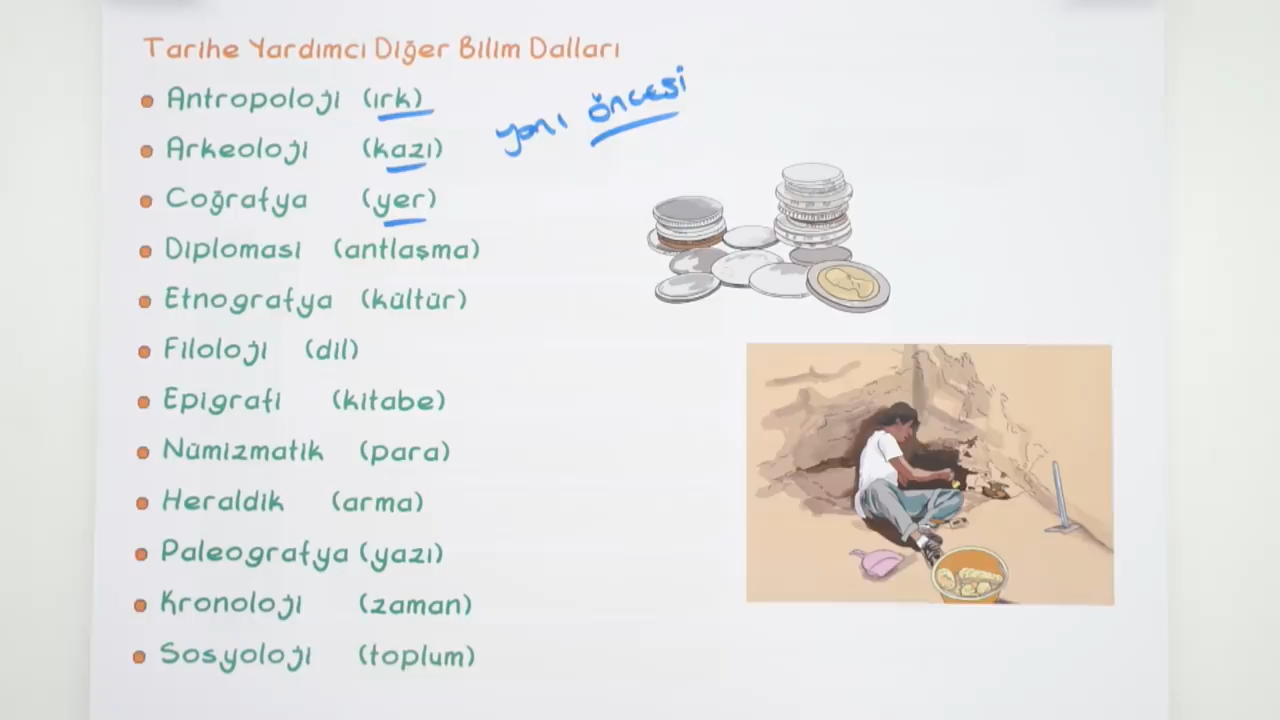 Tarihe Yardımcı Diğer Bilim Dalları
Antropoloji (ırk)
Arkeoloji (kazı)
Coğrafya (yer)
Diplomasi (antlaşma)
Etnografya (kültür)
Filoloji (dil)
Epigrafi (kitabe)
Nümizmatik (para)
Heraldik (arma)
Paleografya (yazı)
Kronoloji (zaman)
Sosyoloji (toplum)
yazı öncesi